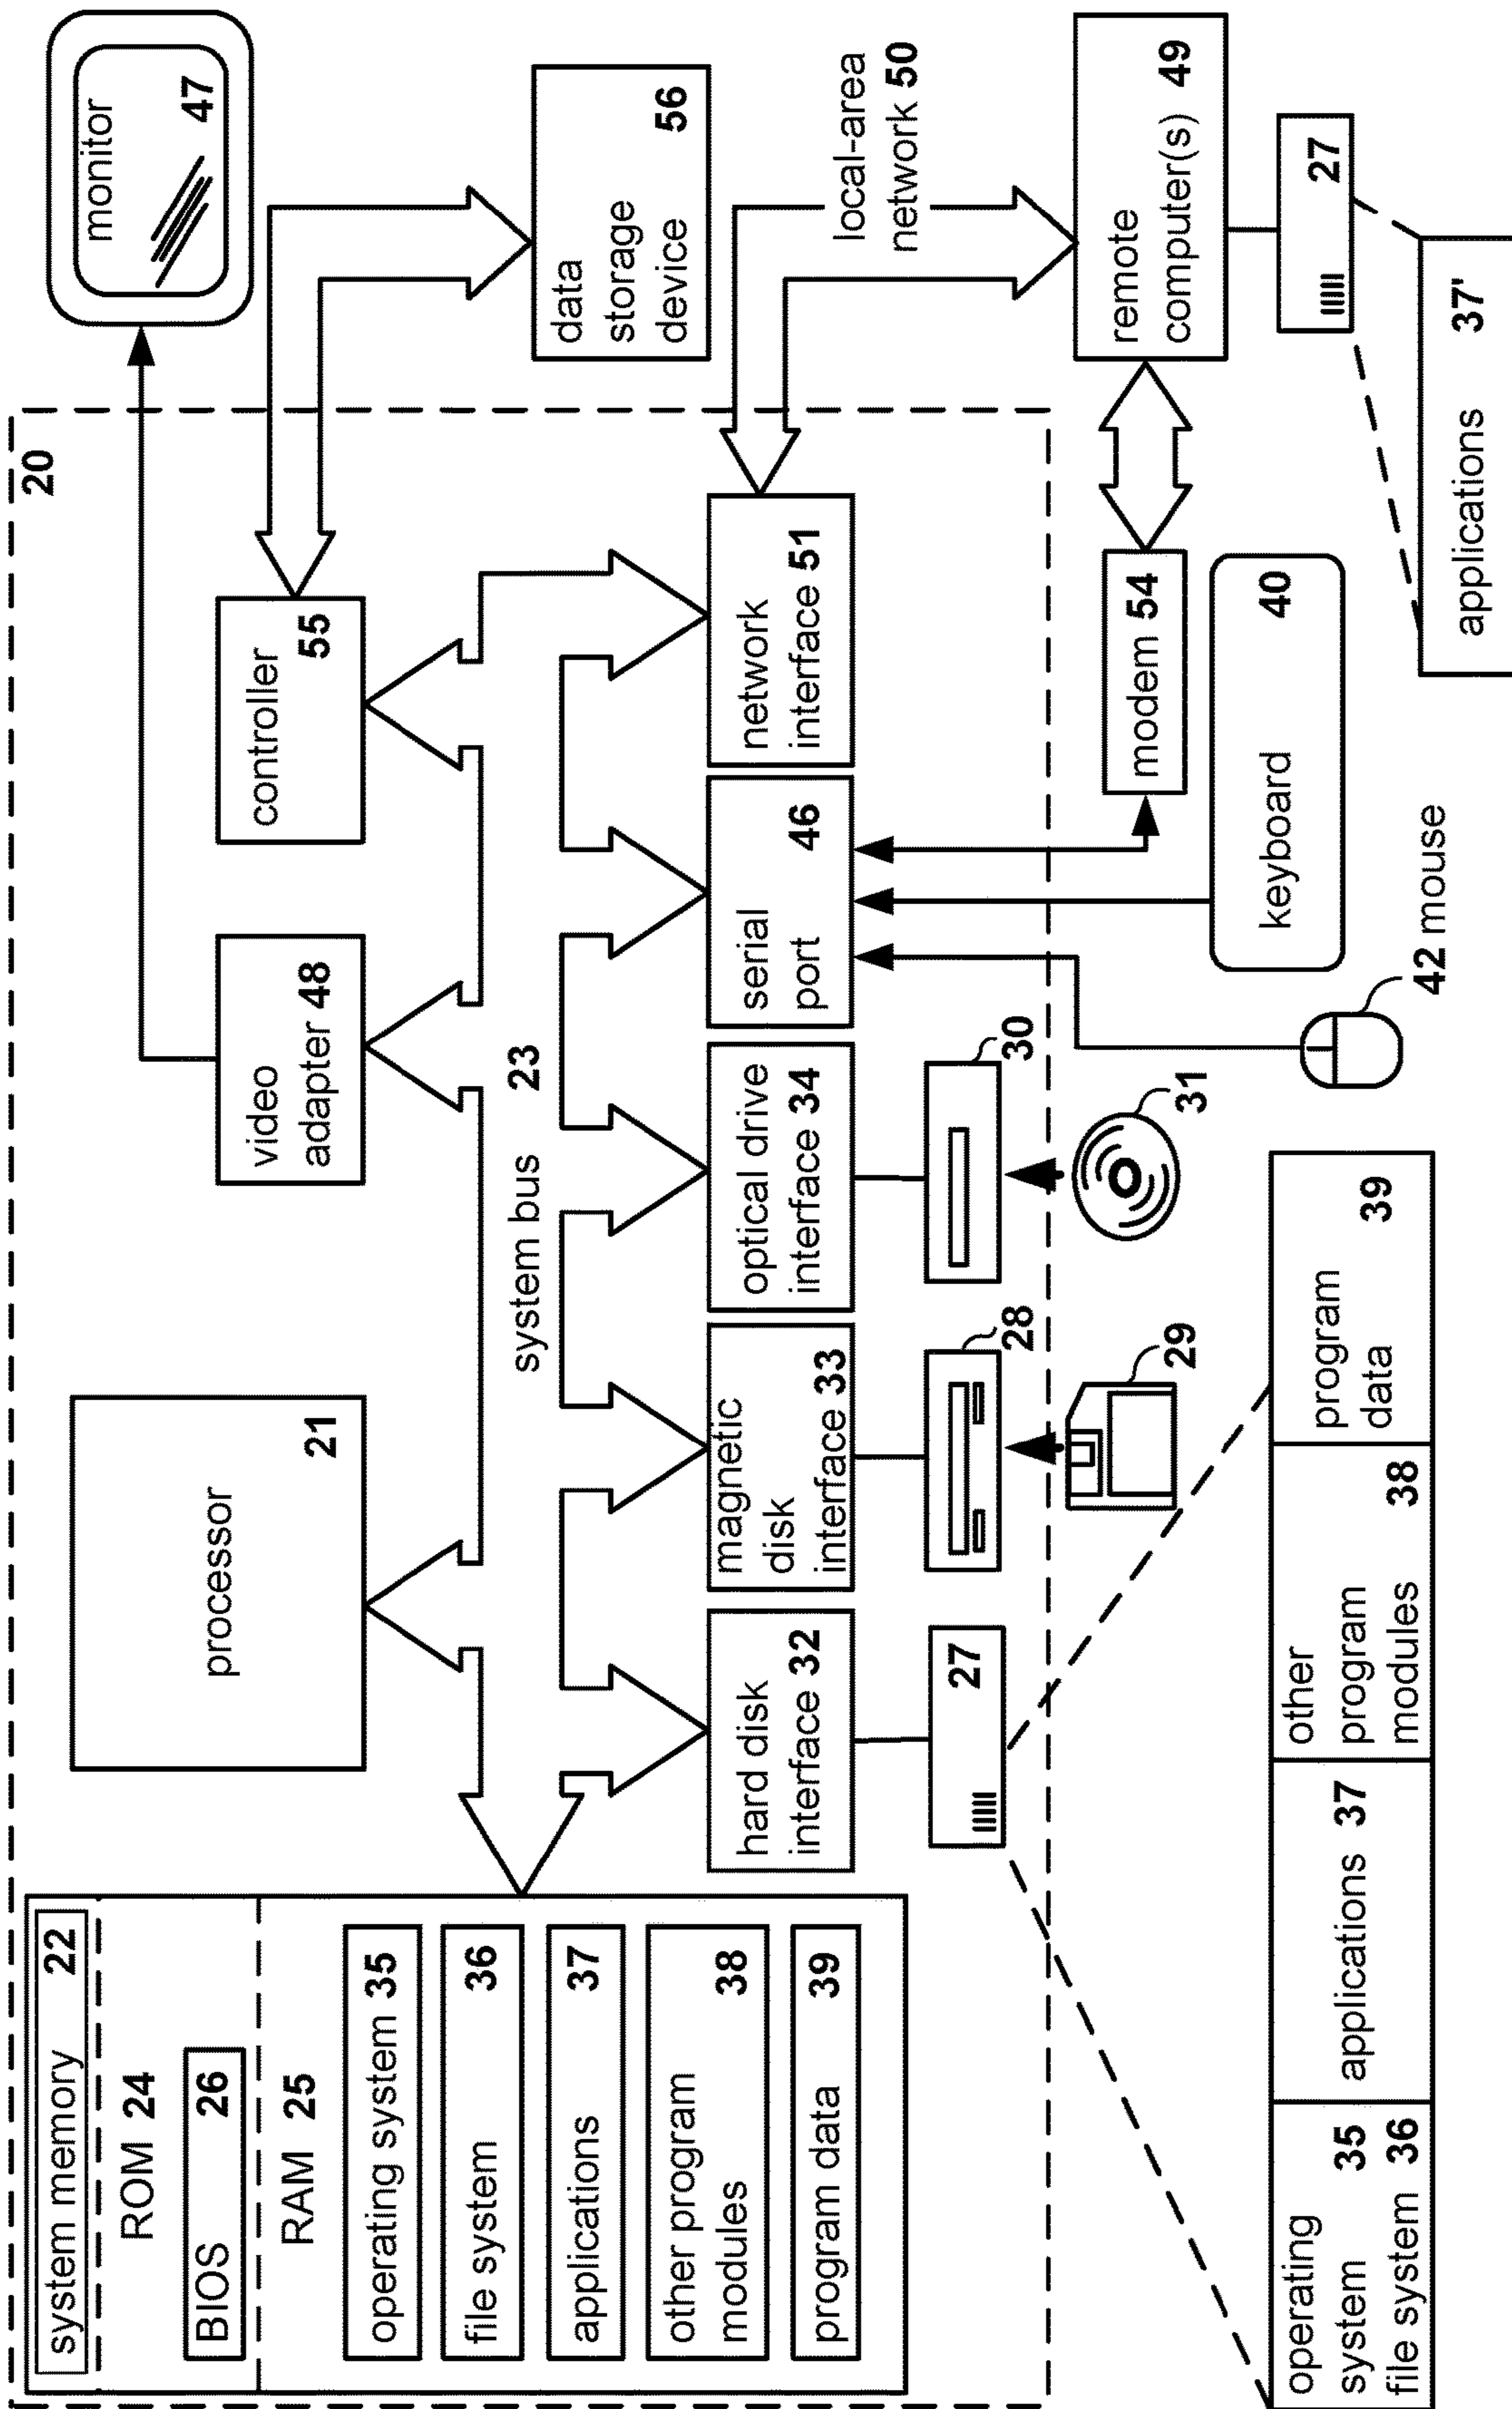 20
system memory 22
ROM 24
BIOS 26
RAM 25
operating system 35
file system 36
applications 37
other program
modules 38
program data 39
processor
21
video
adapter 48
controller
55
monitor
47
system bus 23
data
storage
device 56
hard disk
interface 32
magnetic
disk
interface 33
optical drive
interface 34
serial
port 46
network
interface 51
local-area
network 50
27
28
30
29
31
modem 54
remote
computer(s) 49
keyboard 40
42 mouse
27
operating
system 35
file system 36
applications 37
other
program
modules 38
program
data 39
applications 37'